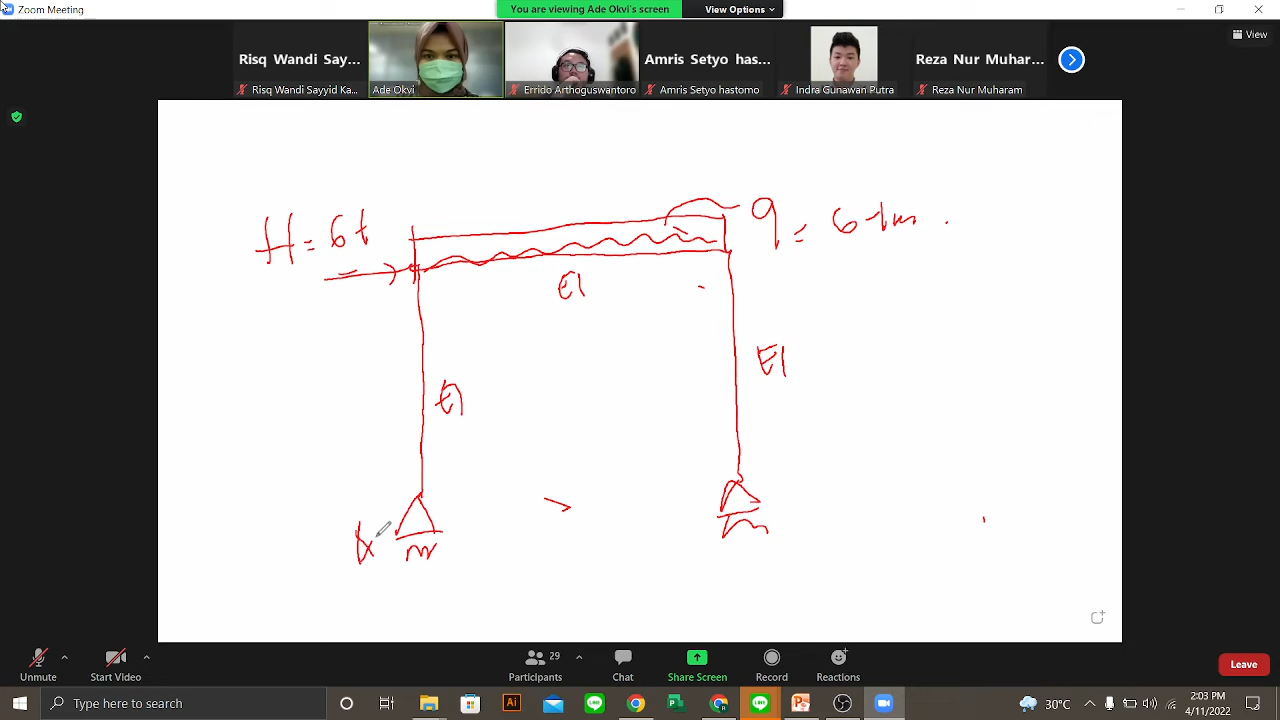 Zoom Meeting
You are viewing Ade Okvi's screen
View Options
Risq Wandi Say...
Amris Setyo has...
Reza Nur Muhar...
View
Risq Wandi Sayyid Ka...
Ade Okvi
Errido Arthoguswantoro
Amris Setyo hastomo
Indra Gunawan Putra
Reza Nur Muharam
H = 6t
q = 6 t/m
EI
EI
EI
Unmute
Start Video
29
Participants
Chat
Share Screen
Record
Reactions
Leave
Type here to search
30°C
2:03 PM
4/11/2022